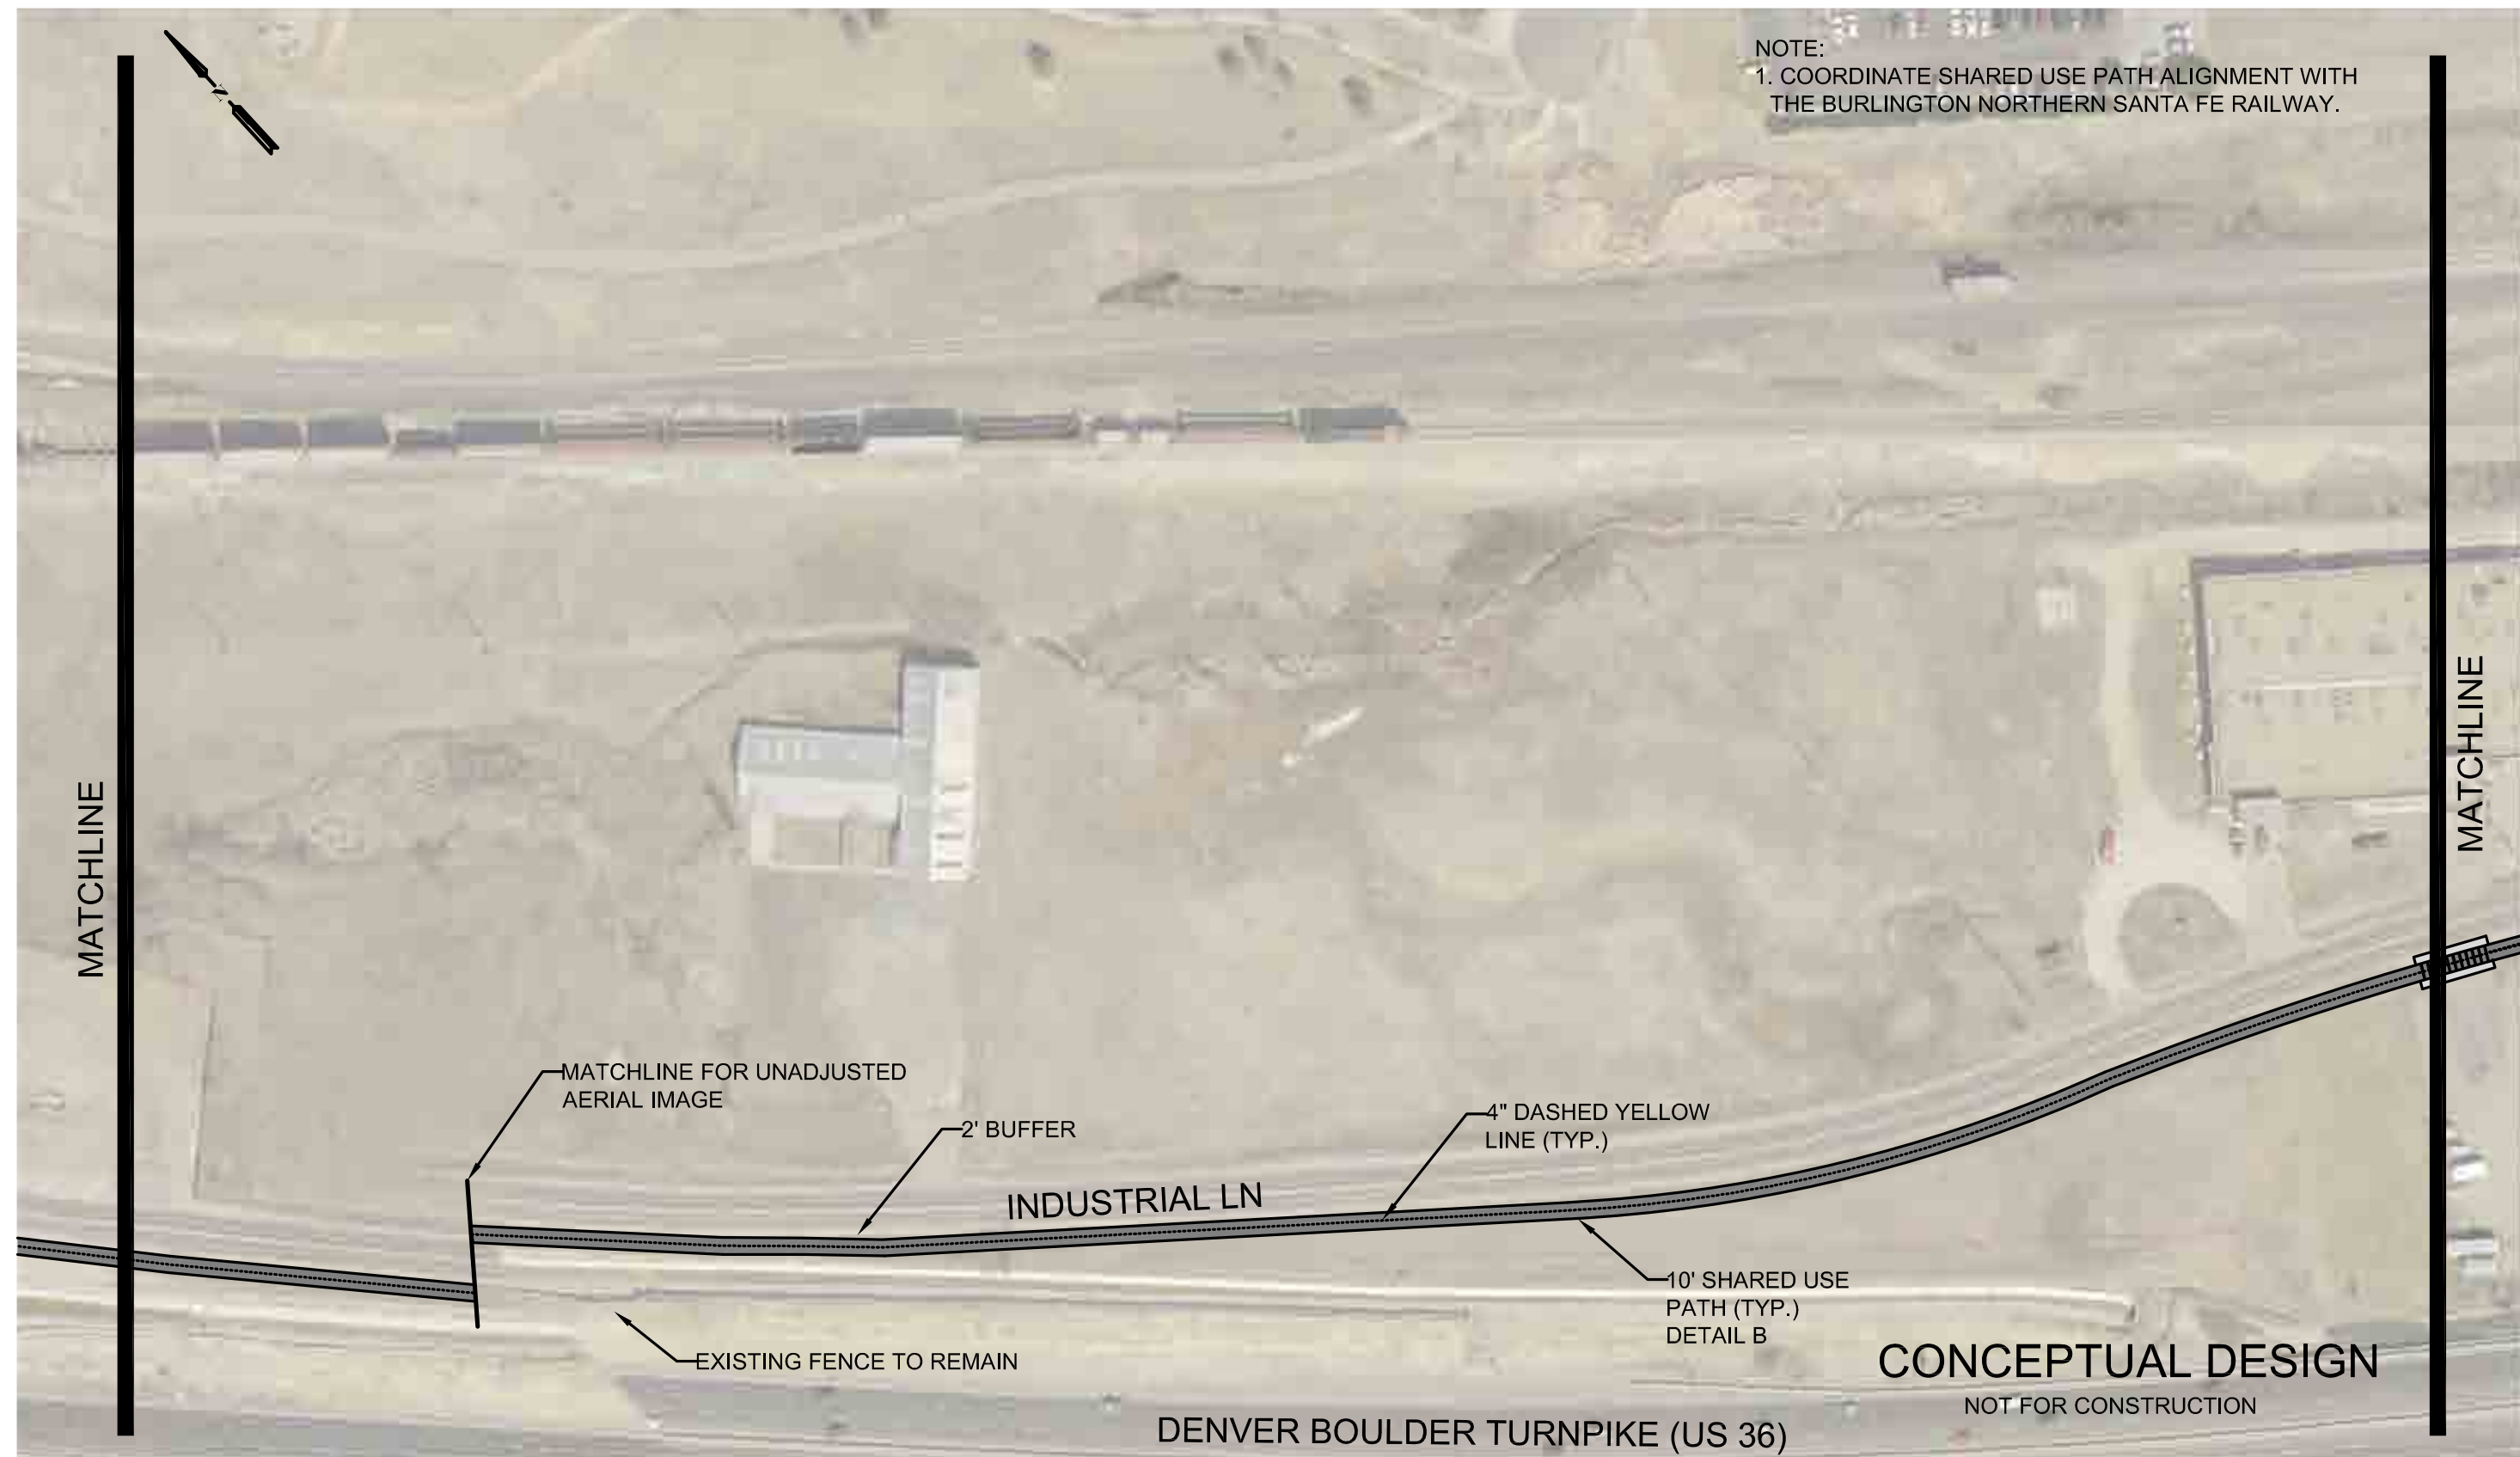 N
NOTE:
1. COORDINATE SHARED USE PATH ALIGNMENT WITH
THE BURLINGTON NORTHERN SANTA FE RAILWAY.
MATCHLINE
MATCHLINE
MATCHLINE FOR UNADJUSTED
AERIAL IMAGE
2' BUFFER
4" DASHED YELLOW
LINE (TYP.)
INDUSTRIAL LN
10' SHARED USE
PATH (TYP.)
DETAIL B
EXISTING FENCE TO REMAIN
CONCEPTUAL DESIGN
NOT FOR CONSTRUCTION
DENVER BOULDER TURNPIKE (US 36)